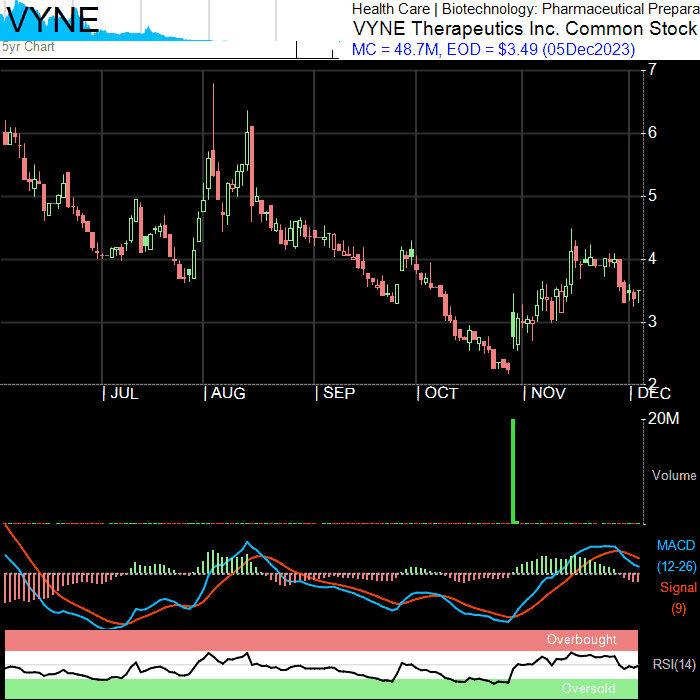 VYNE
5yr Chart
Health Care | Biotechnology: Pharmaceutical Prepara
VYNE Therapeutics Inc. Common Stock
MC = 48.7M, EOD = $3.49 (05Dec2023)
7
6
5
4
3
2
| JUL | AUG | SEP | OCT | NOV | DEC
20M
Volume
MACD
(12-26)
Signal
(9)
Overbought
RSI(14)
Oversold